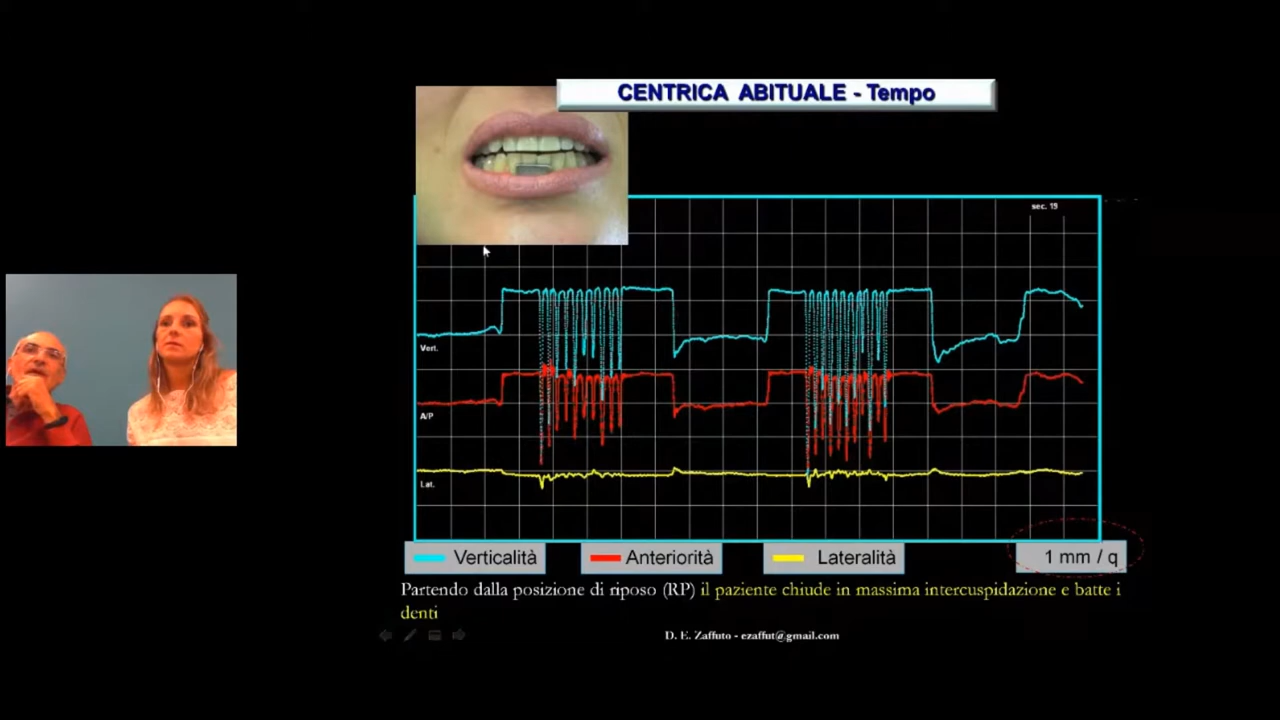 CENTRICA ABITUALE - Tempo
sec. 19
Vert.
A/P
Lat.
Verticalità
Anteriorità
Lateralità
1 mm / q
Partendo dalla posizione di riposo (RP) il paziente chiude in massima intercuspidazione e batte i
denti
D. E. Zaffuto - ezaffut@gmail.com